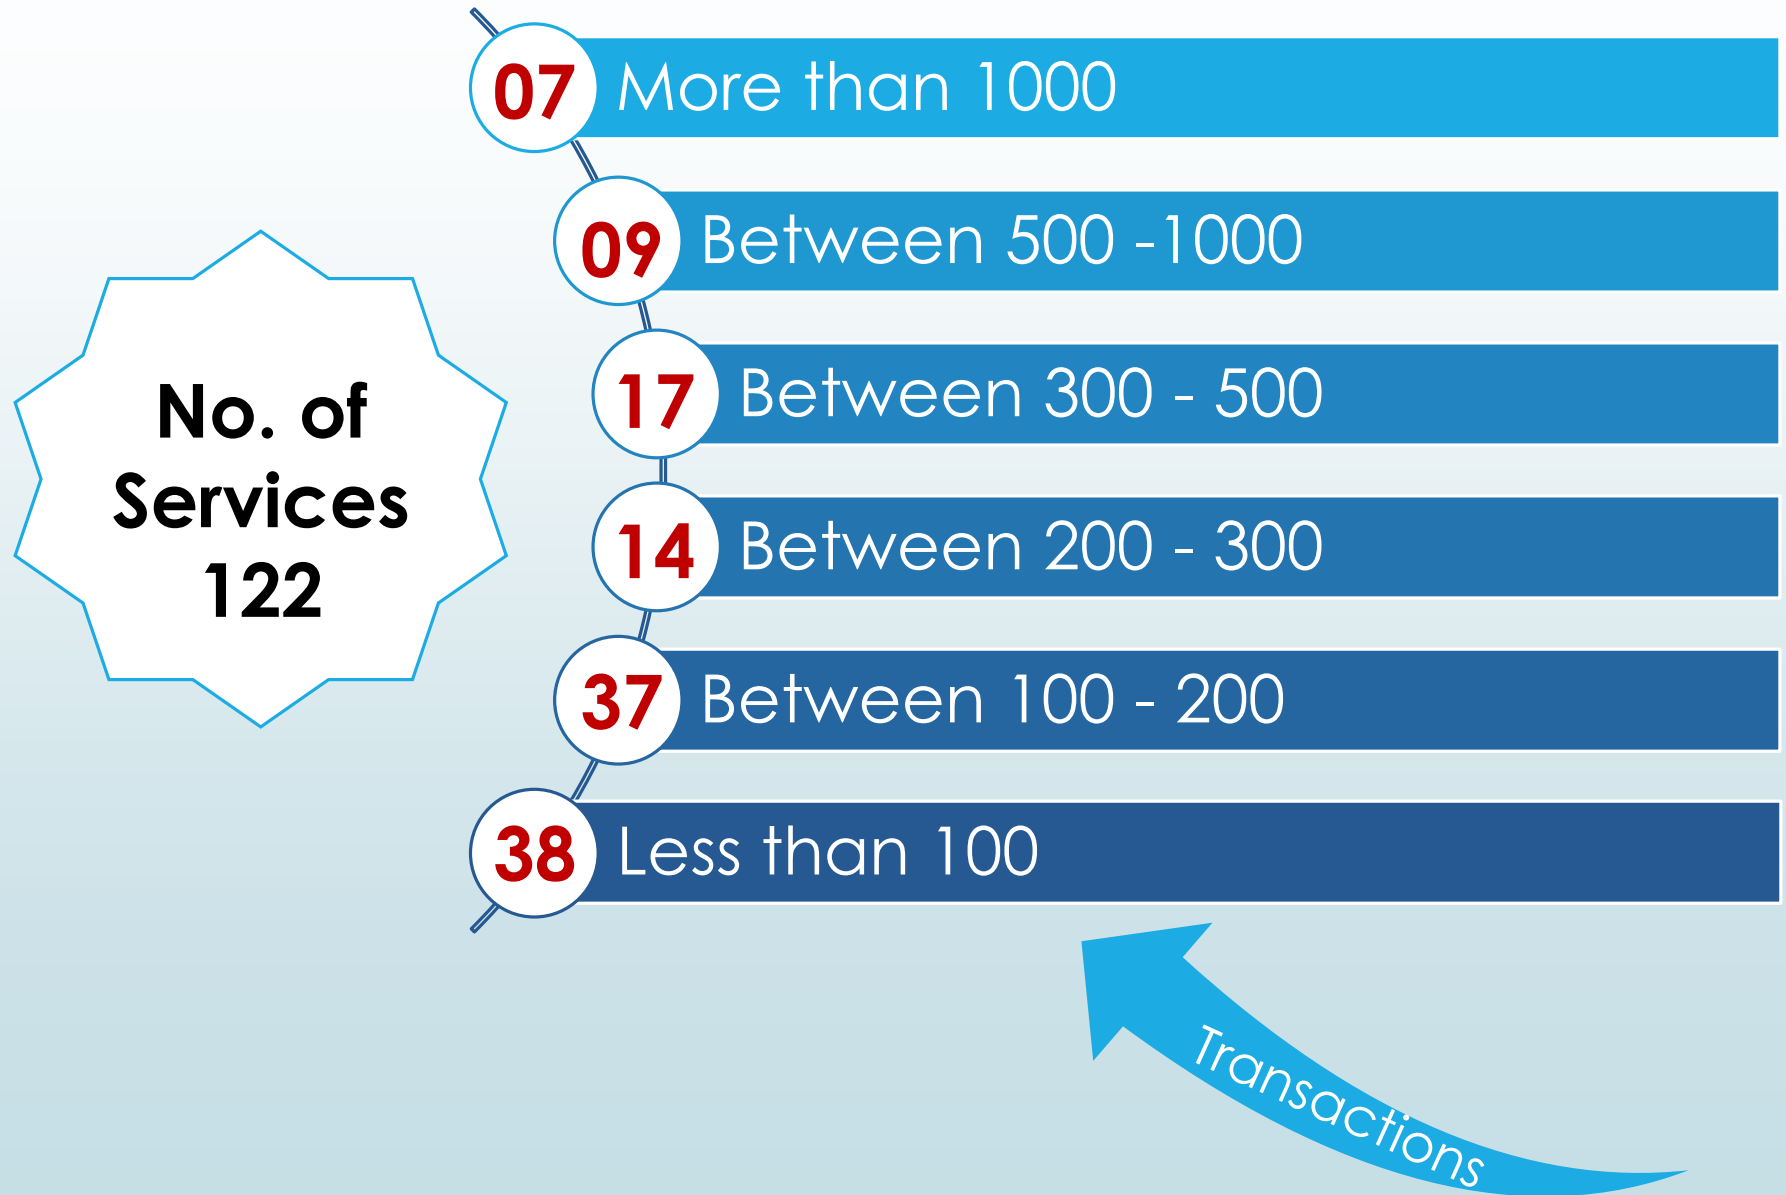 No. of
Services
122
07 More than 1000
09 Between 500 -1000
17 Between 300 - 500
14 Between 200 - 300
37 Between 100 - 200
38 Less than 100
Transactions